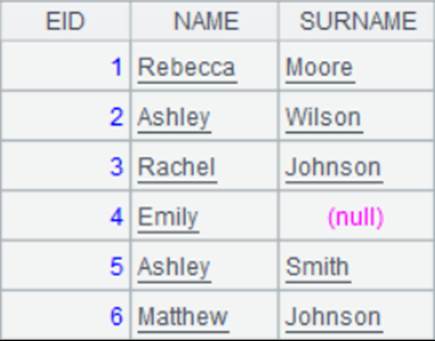 EID NAME SURNAME
1 Rebecca Moore
2 Ashley Wilson
3 Rachel Johnson
4 Emily (null)
5 Ashley Smith
6 Matthew Johnson